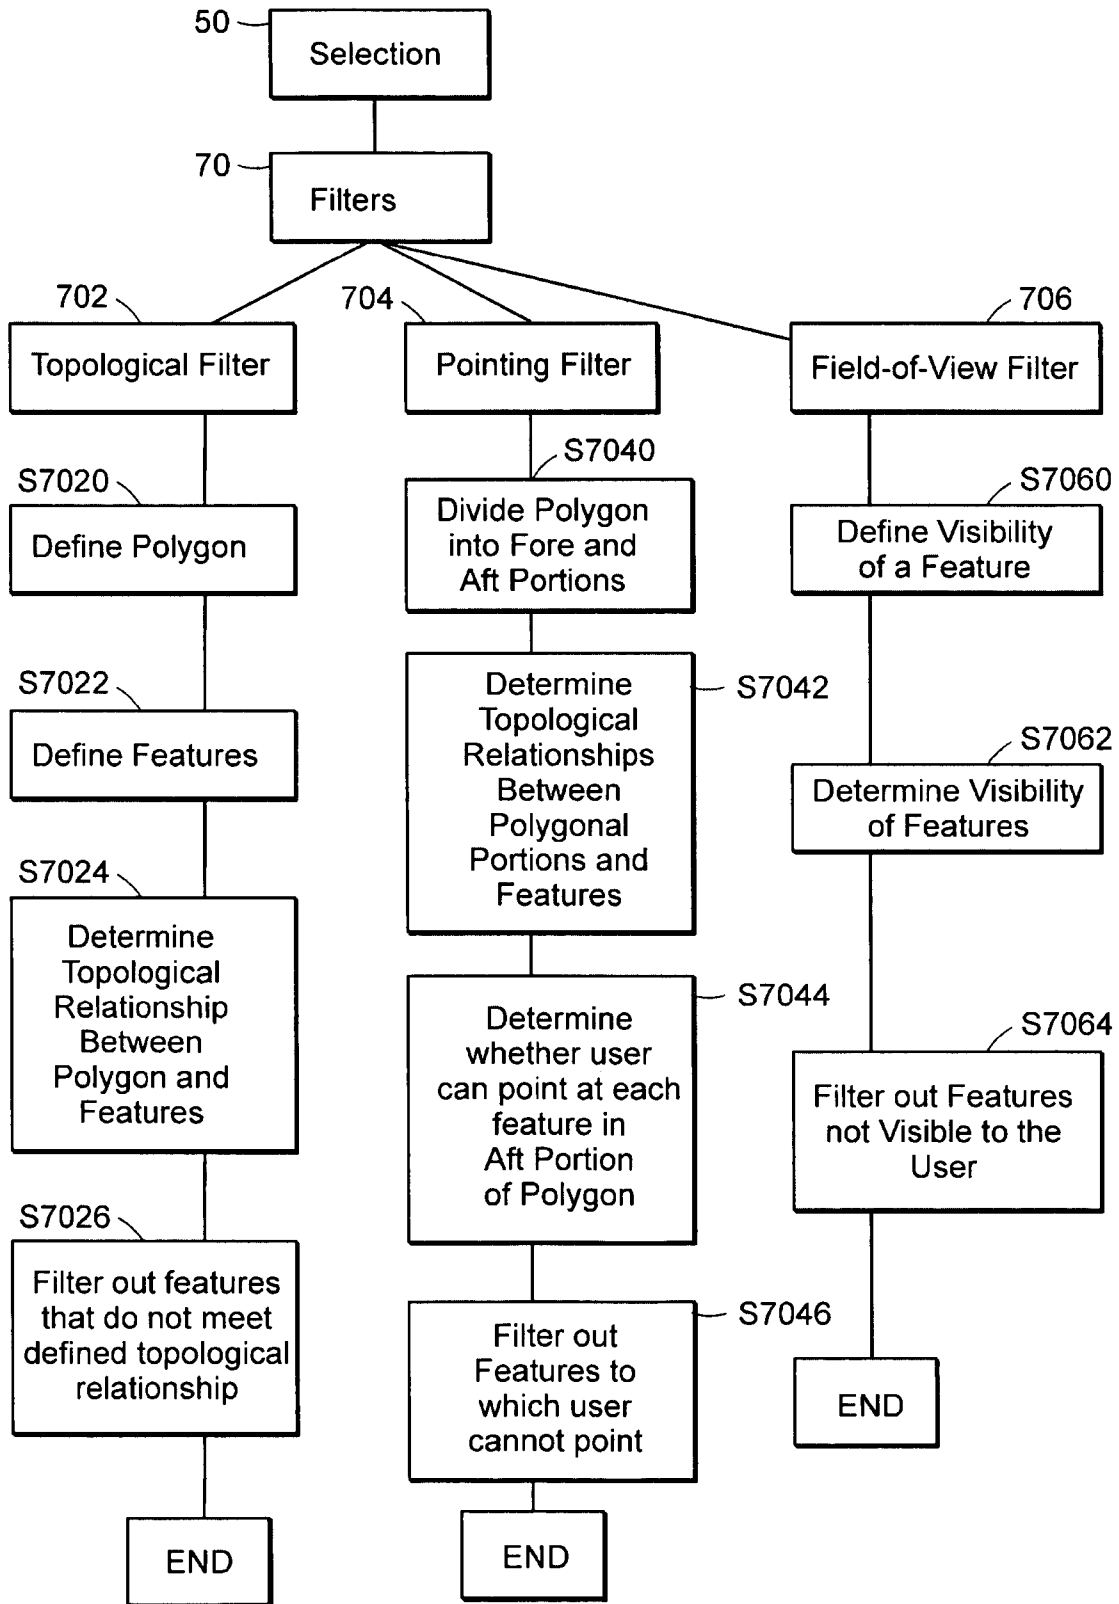 50
Selection
70
Filters
702
Topological Filter
S7020
Define Polygon
S7022
Define Features
S7024
Determine
Topological
Relationship
Between
Polygon and
Features
S7026
Filter out features
that do not meet
defined topological
relationship
END
704
Pointing Filter
S7040
Divide Polygon
into Fore and
Aft Portions
S7042
Determine
Topological
Relationships
Between
Polygonal
Portions and
Features
S7044
Determine
whether user
can point at each
feature in
Aft Portion
of Polygon
S7046
Filter out
Features to
which user
cannot point
END
706
Field-of-View Filter
S7060
Define Visibility
of a Feature
S7062
Determine Visibility
of Features
S7064
Filter out Features
not Visible to the
User
END